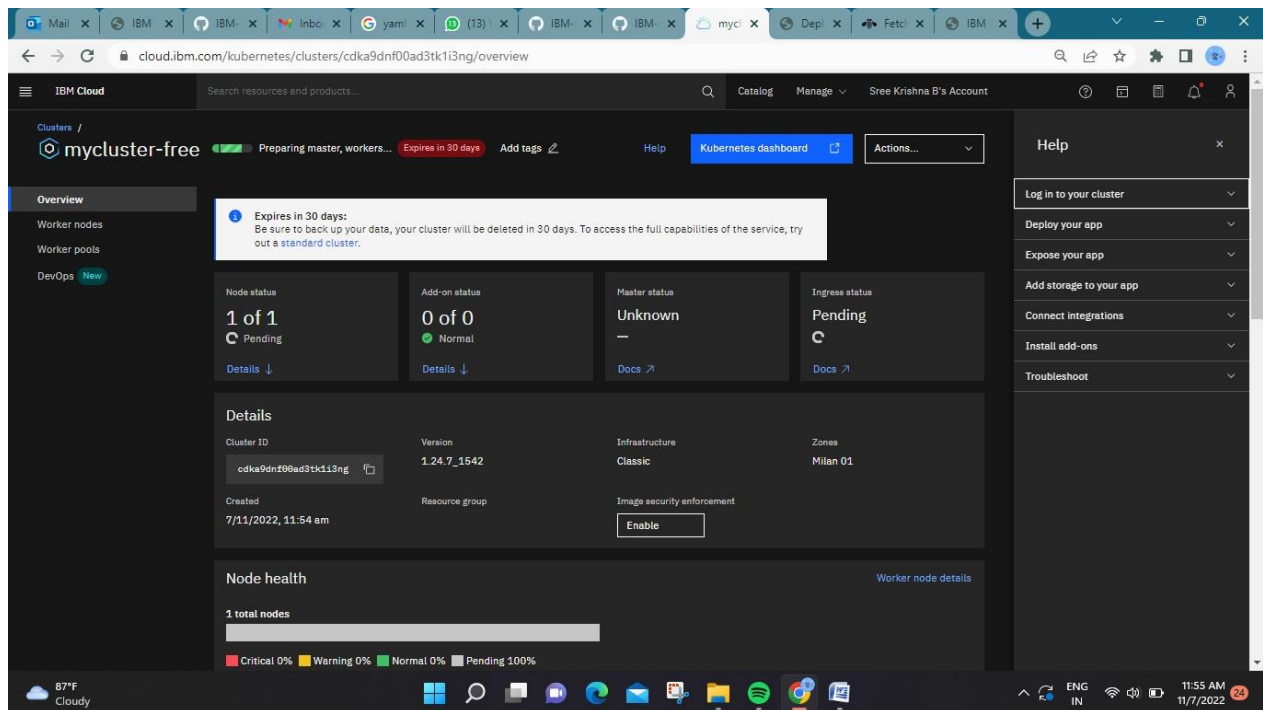 Mail
IBM
IBM-
Inbo
yami
(13)
IBM-
IBM-
mycl
Depl
Fetch
IBM
cloud.ibm.com/kubernetes/clusters/cdka9dnf00ad3tk1i3ng/overview
IBM Cloud
Search resources and products...
Catalog
Manage
Sree Krishna B's Account
Clusters /
mycluster-free
Preparing master, workers...
Expires in 30 days
Add tags
Help
Kubernetes dashboard
Actions...
Overview
Worker nodes
Worker pools
DevOps New
Expires in 30 days:
Be sure to back up your data, your cluster will be deleted in 30 days. To access the full capabilities of the service, try
out a standard cluster.
Node status
1 of 1
Pending
Details
Add-on status
0 of 0
Normal
Details
Master status
Unknown
—
Docs
Ingress status
Pending
Docs
Details
Cluster ID
cdka9dnf00ad3tk1i3ng
Version
1.24.7_1542
Infrastructure
Classic
Zones
Milan 01
Created
7/11/2022, 11:54 am
Resource group
Image security enforcement
Enable
Node health
Worker node details
1 total nodes
Critical 0% Warning 0% Normal 0% Pending 100%
Help
Log in to your cluster
Deploy your app
Expose your app
Add storage to your app
Connect integrations
Install add-ons
Troubleshoot
87°F
Cloudy
ENG
IN
11:55 AM
11/7/2022
24